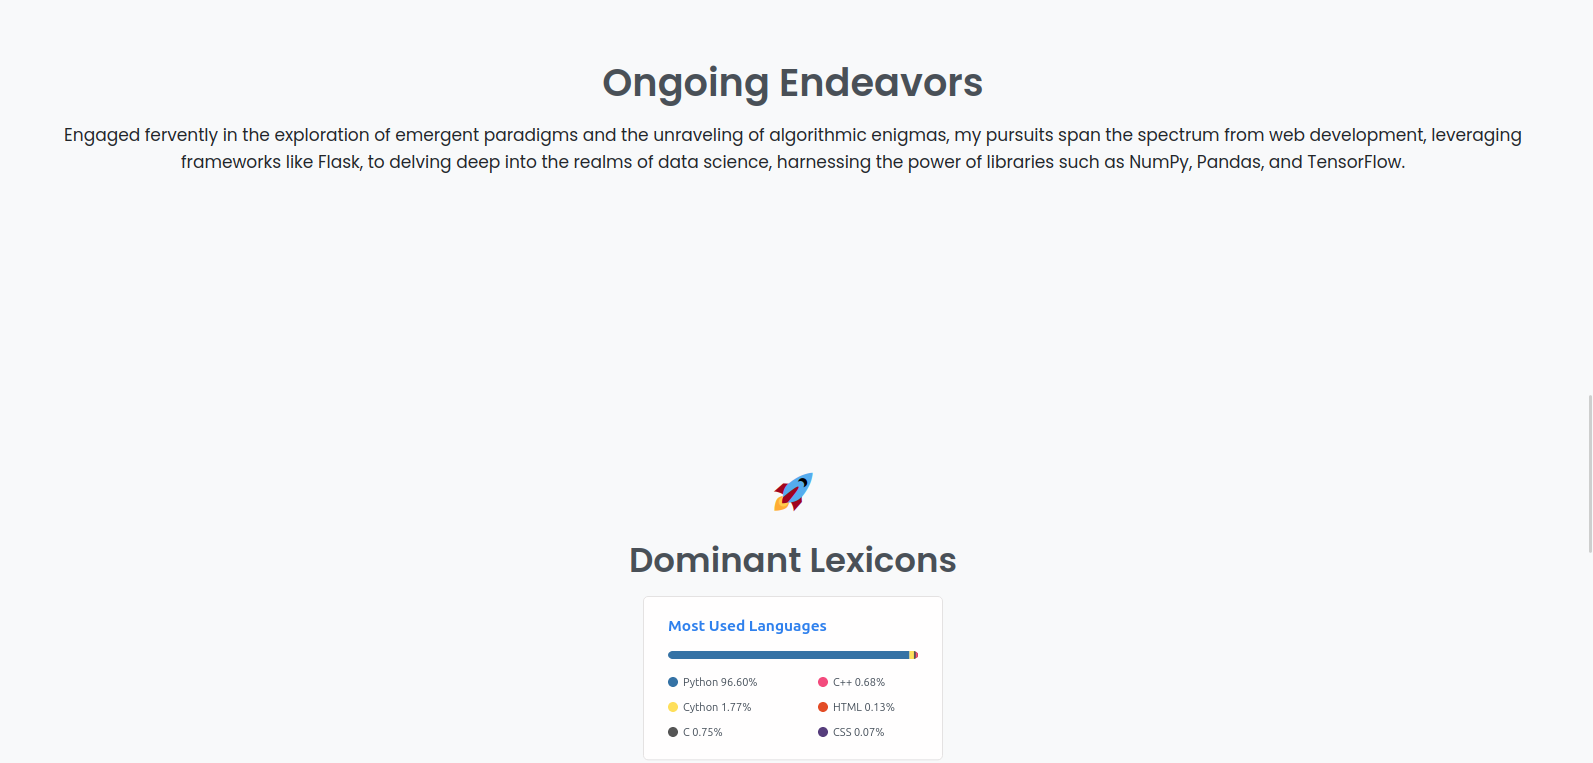 Ongoing Endeavors
Engaged fervently in the exploration of emergent paradigms and the unraveling of algorithmic enigmas, my pursuits span the spectrum from web development, leveraging
frameworks like Flask, to delving deep into the realms of data science, harnessing the power of libraries such as NumPy, Pandas, and TensorFlow.
Dominant Lexicons
Most Used Languages
Python 96.60%
Cython 1.77%
C 0.75%
C++ 0.68%
HTML 0.13%
CSS 0.07%